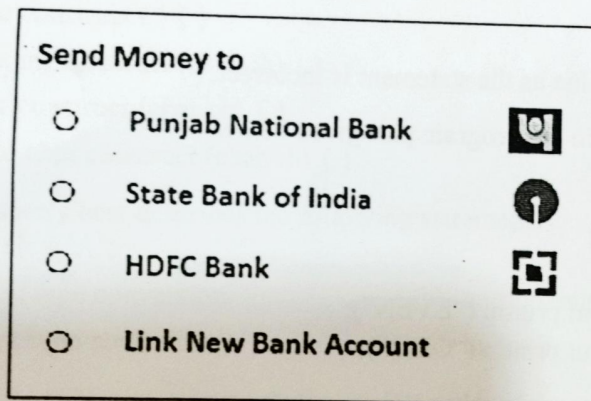 Send Money to
Punjab National Bank
State Bank of India
HDFC Bank
Link New Bank Account